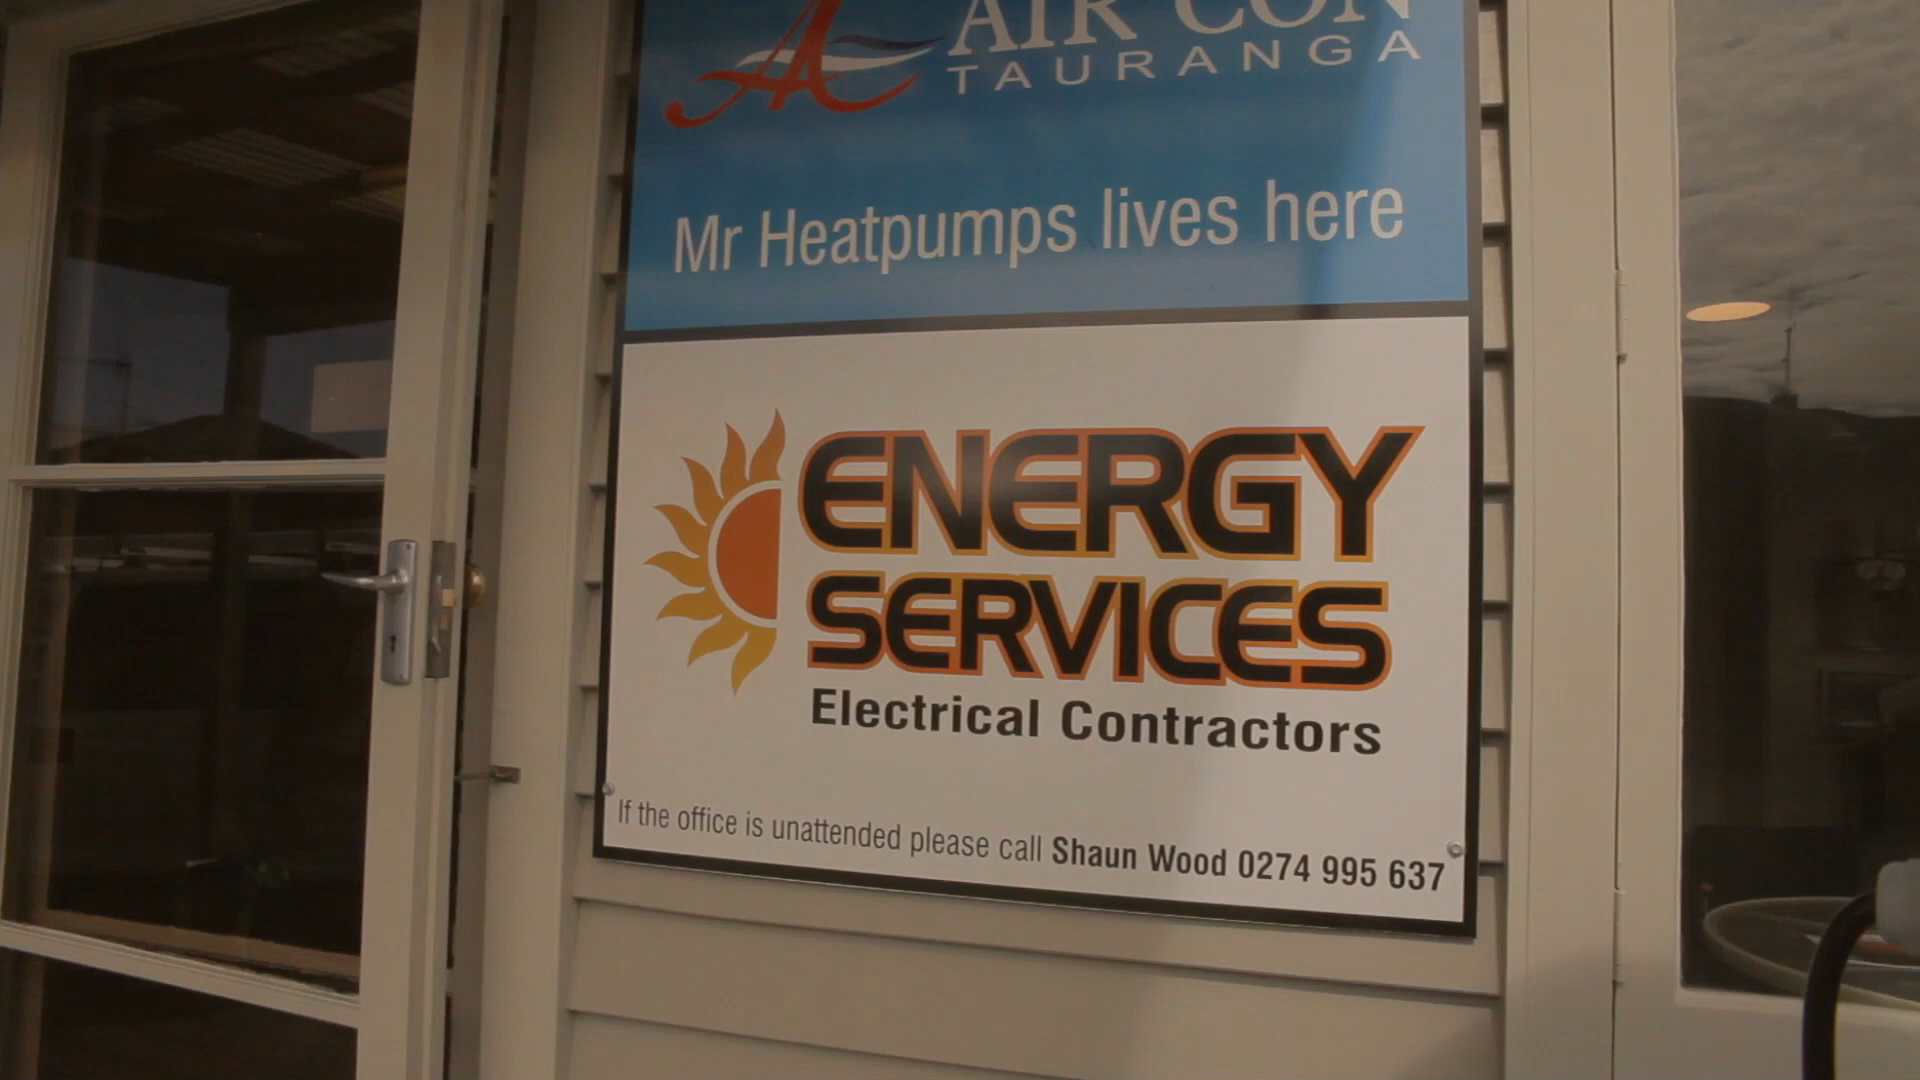 AIR CON
TAURANGA
Mr Heatpumps lives here
ENERGY
SERVICES
Electrical Contractors
If the office is unattended please call Shaun Wood 0274 995 637